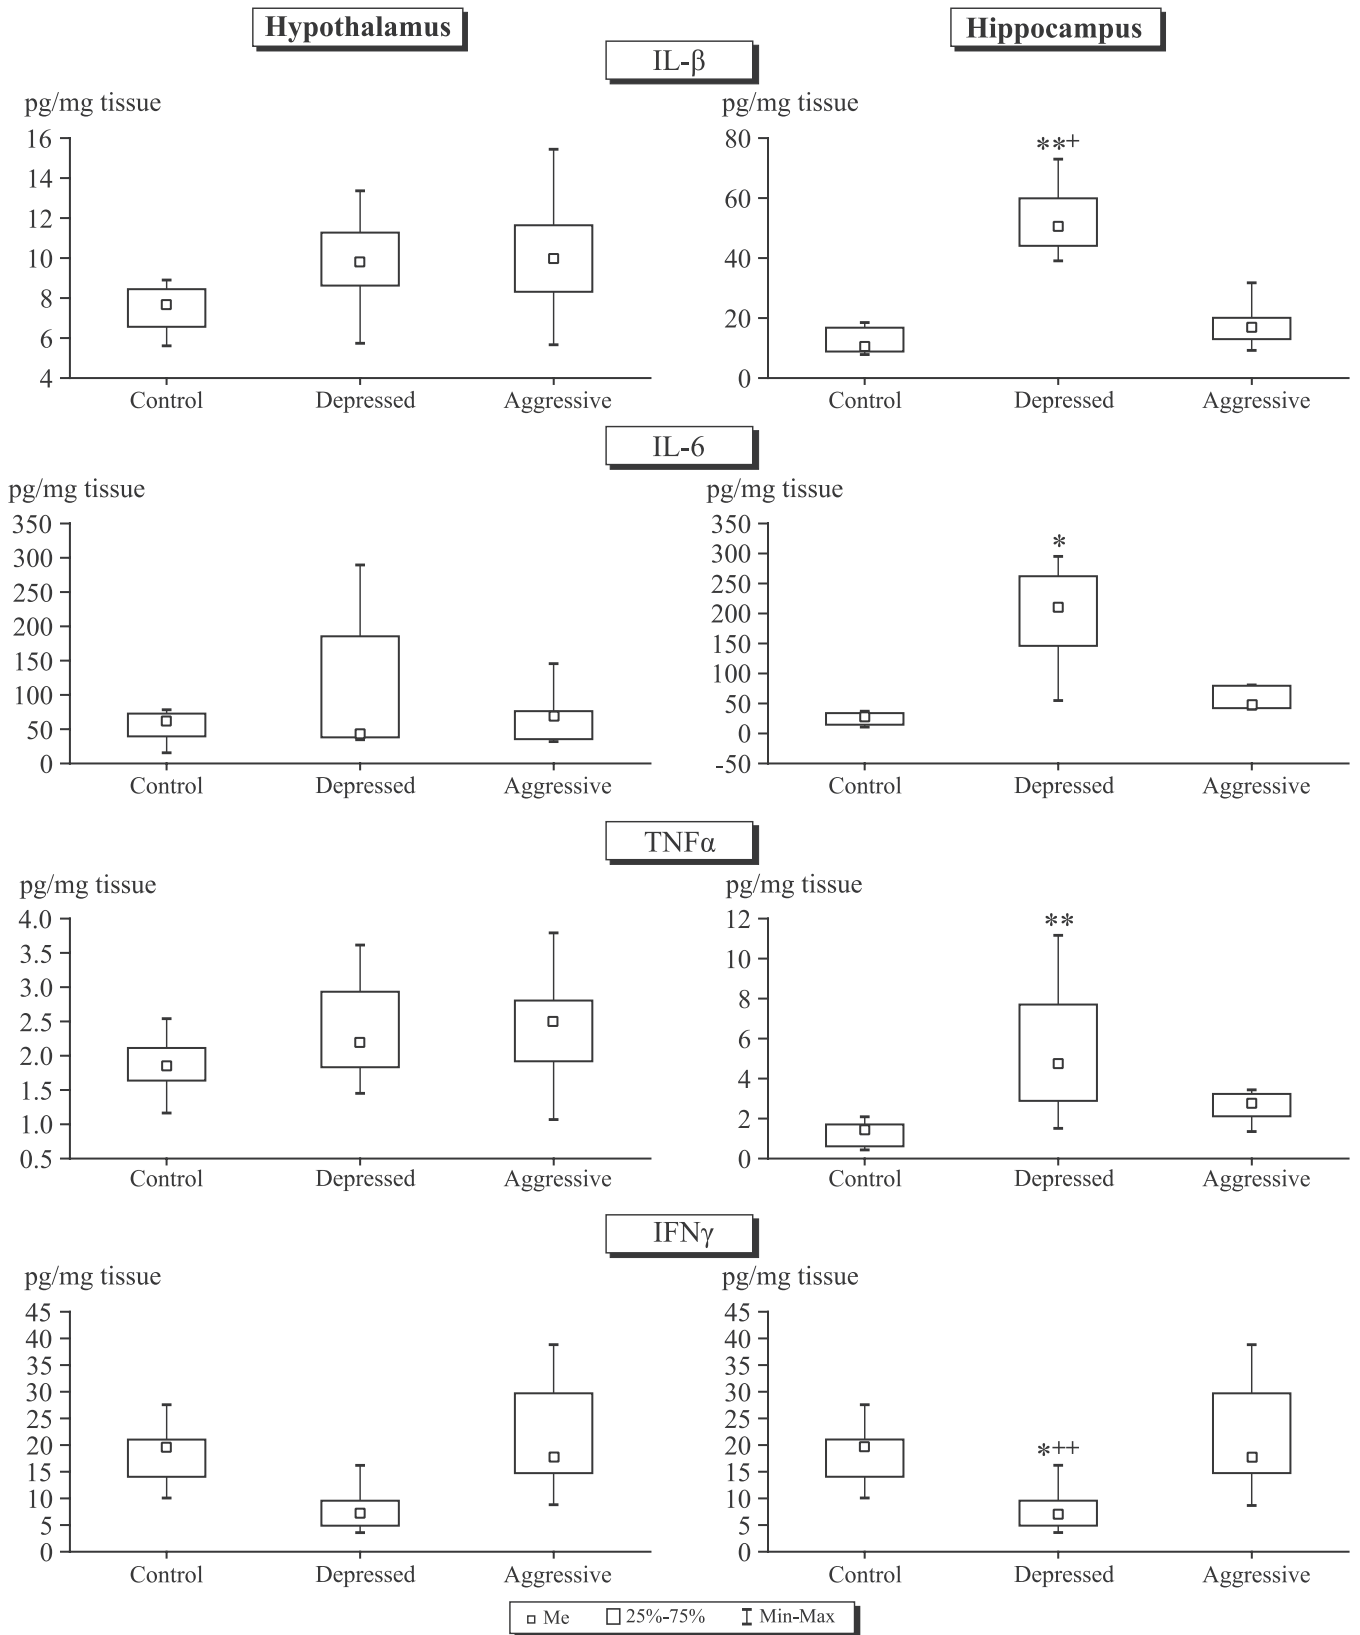 Hypothalamus
Hippocampus
IL-β
pg/mg tissue
16
14
12
10
8
6
4
Control Depressed Aggressive
pg/mg tissue
80
60
40
20
0
**+
Control Depressed Aggressive
IL-6
pg/mg tissue
350
300
250
200
150
100
50
0
Control Depressed Aggressive
pg/mg tissue
350
300
250
200
150
100
50
0
-50
*
Control Depressed Aggressive
TNFα
pg/mg tissue
4.0
3.5
3.0
2.5
2.0
1.5
1.0
0.5
Control Depressed Aggressive
pg/mg tissue
12
10
8
6
4
2
0
**
Control Depressed Aggressive
IFNγ
pg/mg tissue
45
40
35
30
25
20
15
10
5
0
Control Depressed Aggressive
pg/mg tissue
45
40
35
30
25
20
15
10
5
0
*++
Control Depressed Aggressive
Me 25%-75% Min-Max